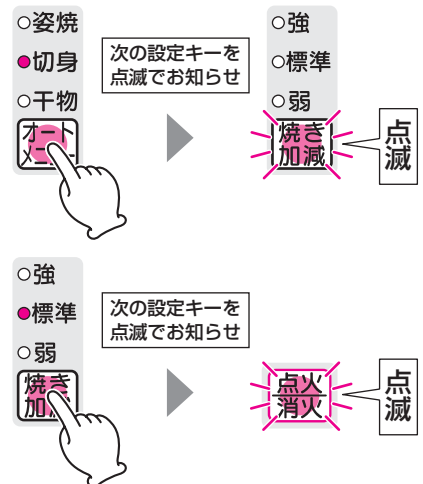 ○姿焼
●切身
○干物
オート
メニュー
次の設定キーを
点滅でお知らせ
○強
○標準
○弱
焼き
加減
点滅
○強
●標準
○弱
焼き
加減
次の設定キーを
点滅でお知らせ
点火
消火
点滅